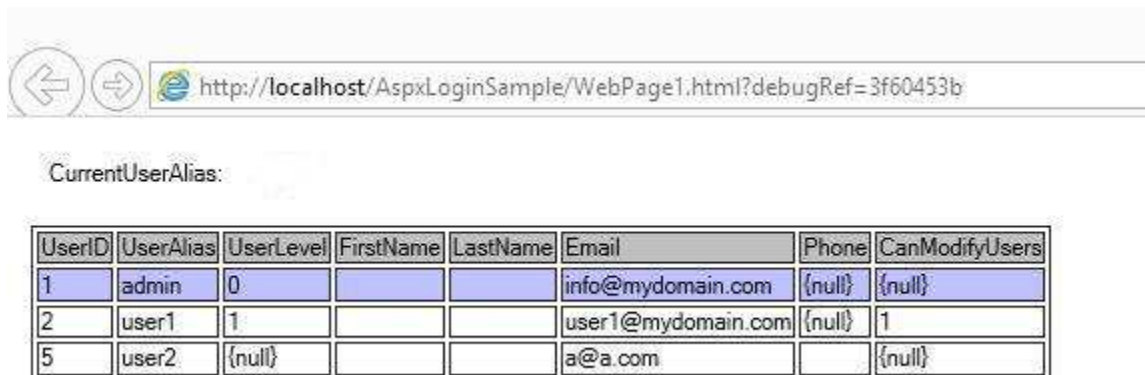 http://localhost/AspxLoginSample/WebPage1.html?debugRef=3f60453b
CurrentUserAlias:
UserID UserAlias UserLevel FirstName LastName Email Phone CanModifyUsers
1 admin 0 info@mydomain.com {null} {null}
2 user1 1 user1@mydomain.com {null} 1
5 user2 {null} a@a.com {null}